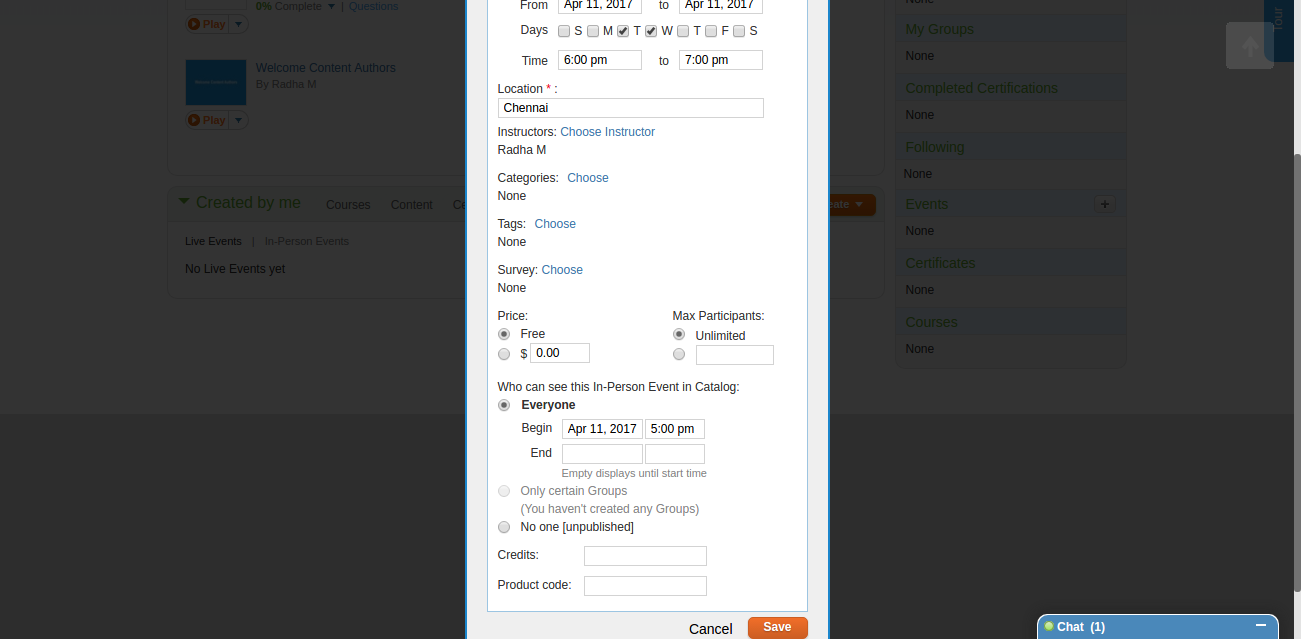 0% Complete | Questions
Play
Welcome Content Authors
By Radha M
Play
Created by me Courses Content
Live Events | In-Person Events
No Live Events yet
From Apr 11, 2017 to Apr 11, 2017
Days S M T W T F S
Time 6:00 pm to 7:00 pm
Location * :
Chennai
Instructors: Choose Instructor
Radha M
Categories: Choose
None
Tags: Choose
None
Survey: Choose
None
Price: Max Participants:
Free Unlimited
$ 0.00
Who can see this In-Person Event in Catalog:
Everyone
Begin Apr 11, 2017 5:00 pm
End
Empty displays until start time
Only certain Groups
(You haven't created any Groups)
No one [unpublished]
Credits:
Product code:
Cancel Save
None
My Groups
None
Completed Certifications
None
Following
None
Events +
None
Certificates
None
Courses
None
Tour
Chat (1)